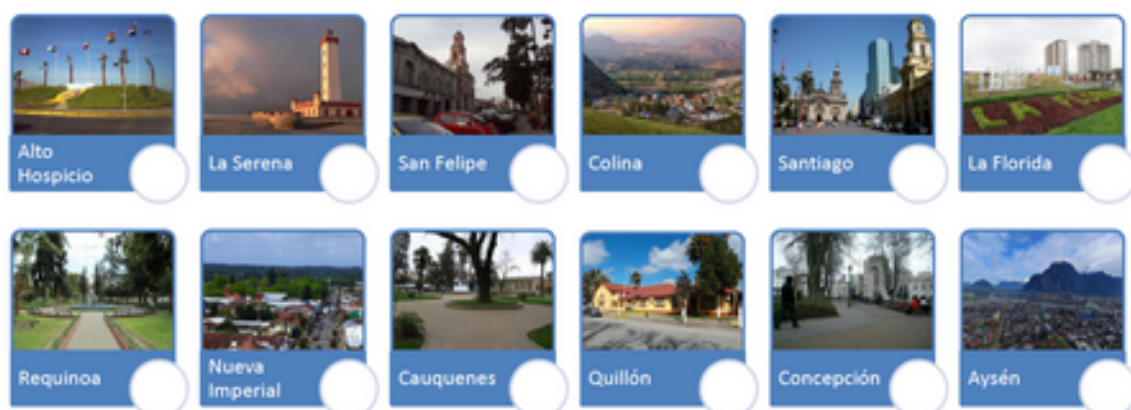 Alto
Hospicio
La Serena
San Felipe
Colina
Santiago
La Florida
Requinoa
Nueva
Imperial
Cauquenes
Quillón
Concepción
Aysén